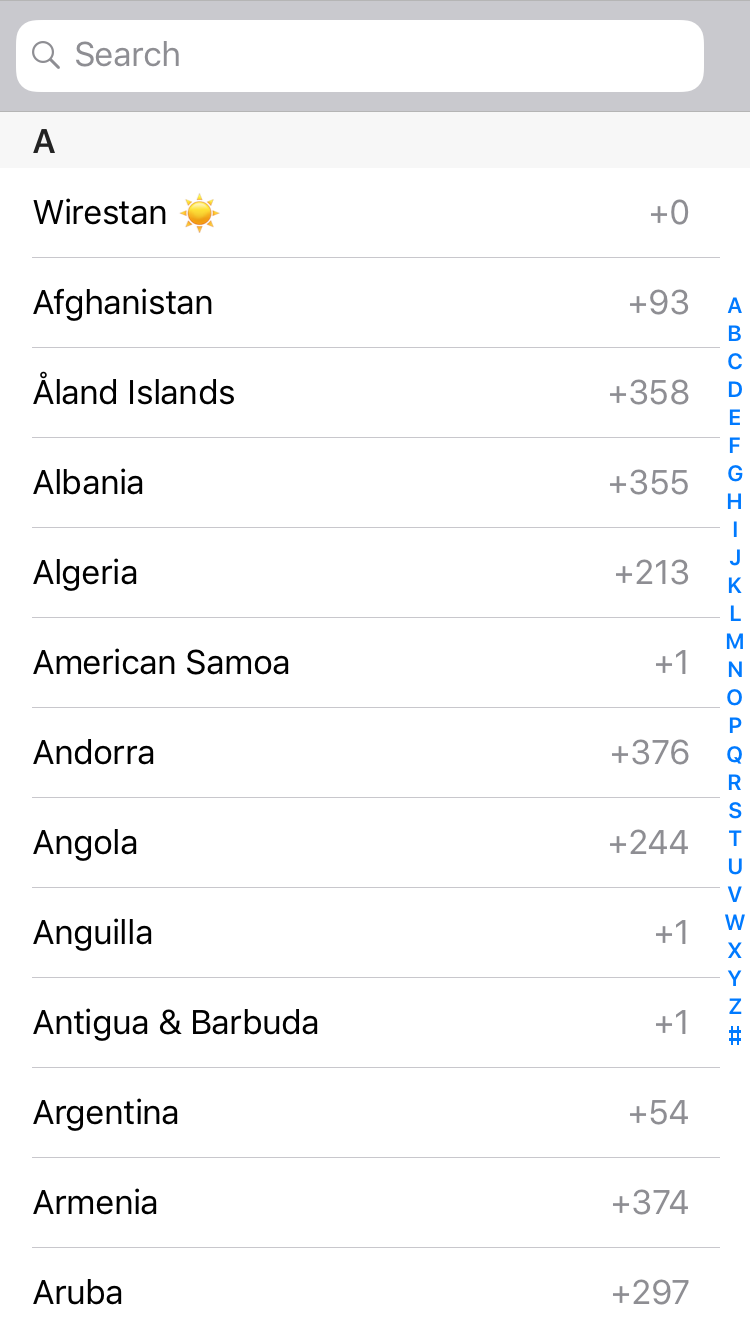 Search
A
Wirestan ☀️ +0
Afghanistan +93
Åland Islands +358
Albania +355
Algeria +213
American Samoa +1
Andorra +376
Angola +244
Anguilla +1
Antigua & Barbuda +1
Argentina +54
Armenia +374
Aruba +297
A
B
C
D
E
F
G
H
I
J
K
L
M
N
O
P
Q
R
S
T
U
V
W
X
Y
Z
#